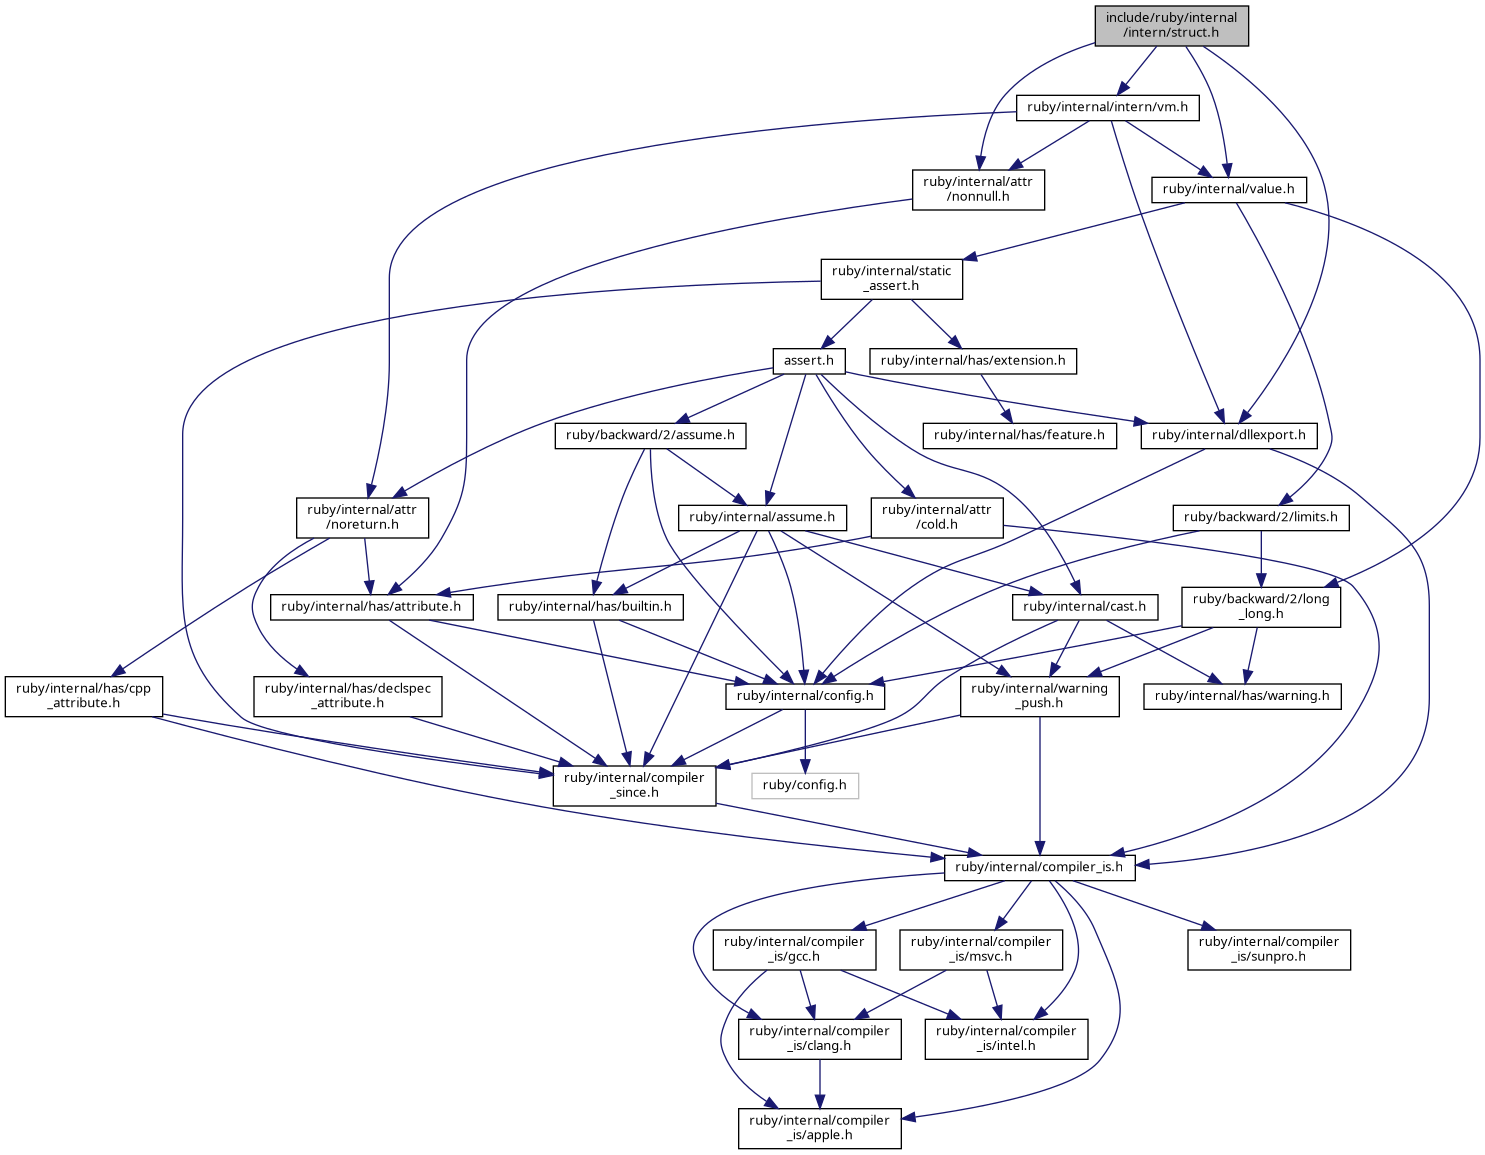 include/ruby/internal
/intern/struct.h
ruby/internal/intern/vm.h
ruby/internal/attr
/nonnull.h
ruby/internal/value.h
ruby/internal/static
_assert.h
assert.h
ruby/internal/has/extension.h
ruby/backward/2/assume.h
ruby/internal/has/feature.h
ruby/internal/dllexport.h
ruby/internal/attr
/noreturn.h
ruby/internal/assume.h
ruby/internal/attr
/cold.h
ruby/backward/2/limits.h
ruby/internal/has/attribute.h
ruby/internal/has/builtin.h
ruby/internal/cast.h
ruby/backward/2/long
_long.h
ruby/internal/has/cpp
_attribute.h
ruby/internal/has/declspec
_attribute.h
ruby/internal/config.h
ruby/internal/warning
_push.h
ruby/internal/has/warning.h
ruby/internal/compiler
_since.h
ruby/config.h
ruby/internal/compiler_is.h
ruby/internal/compiler
_is/gcc.h
ruby/internal/compiler
_is/msvc.h
ruby/internal/compiler
_is/sunpro.h
ruby/internal/compiler
_is/clang.h
ruby/internal/compiler
_is/intel.h
ruby/internal/compiler
_is/apple.h